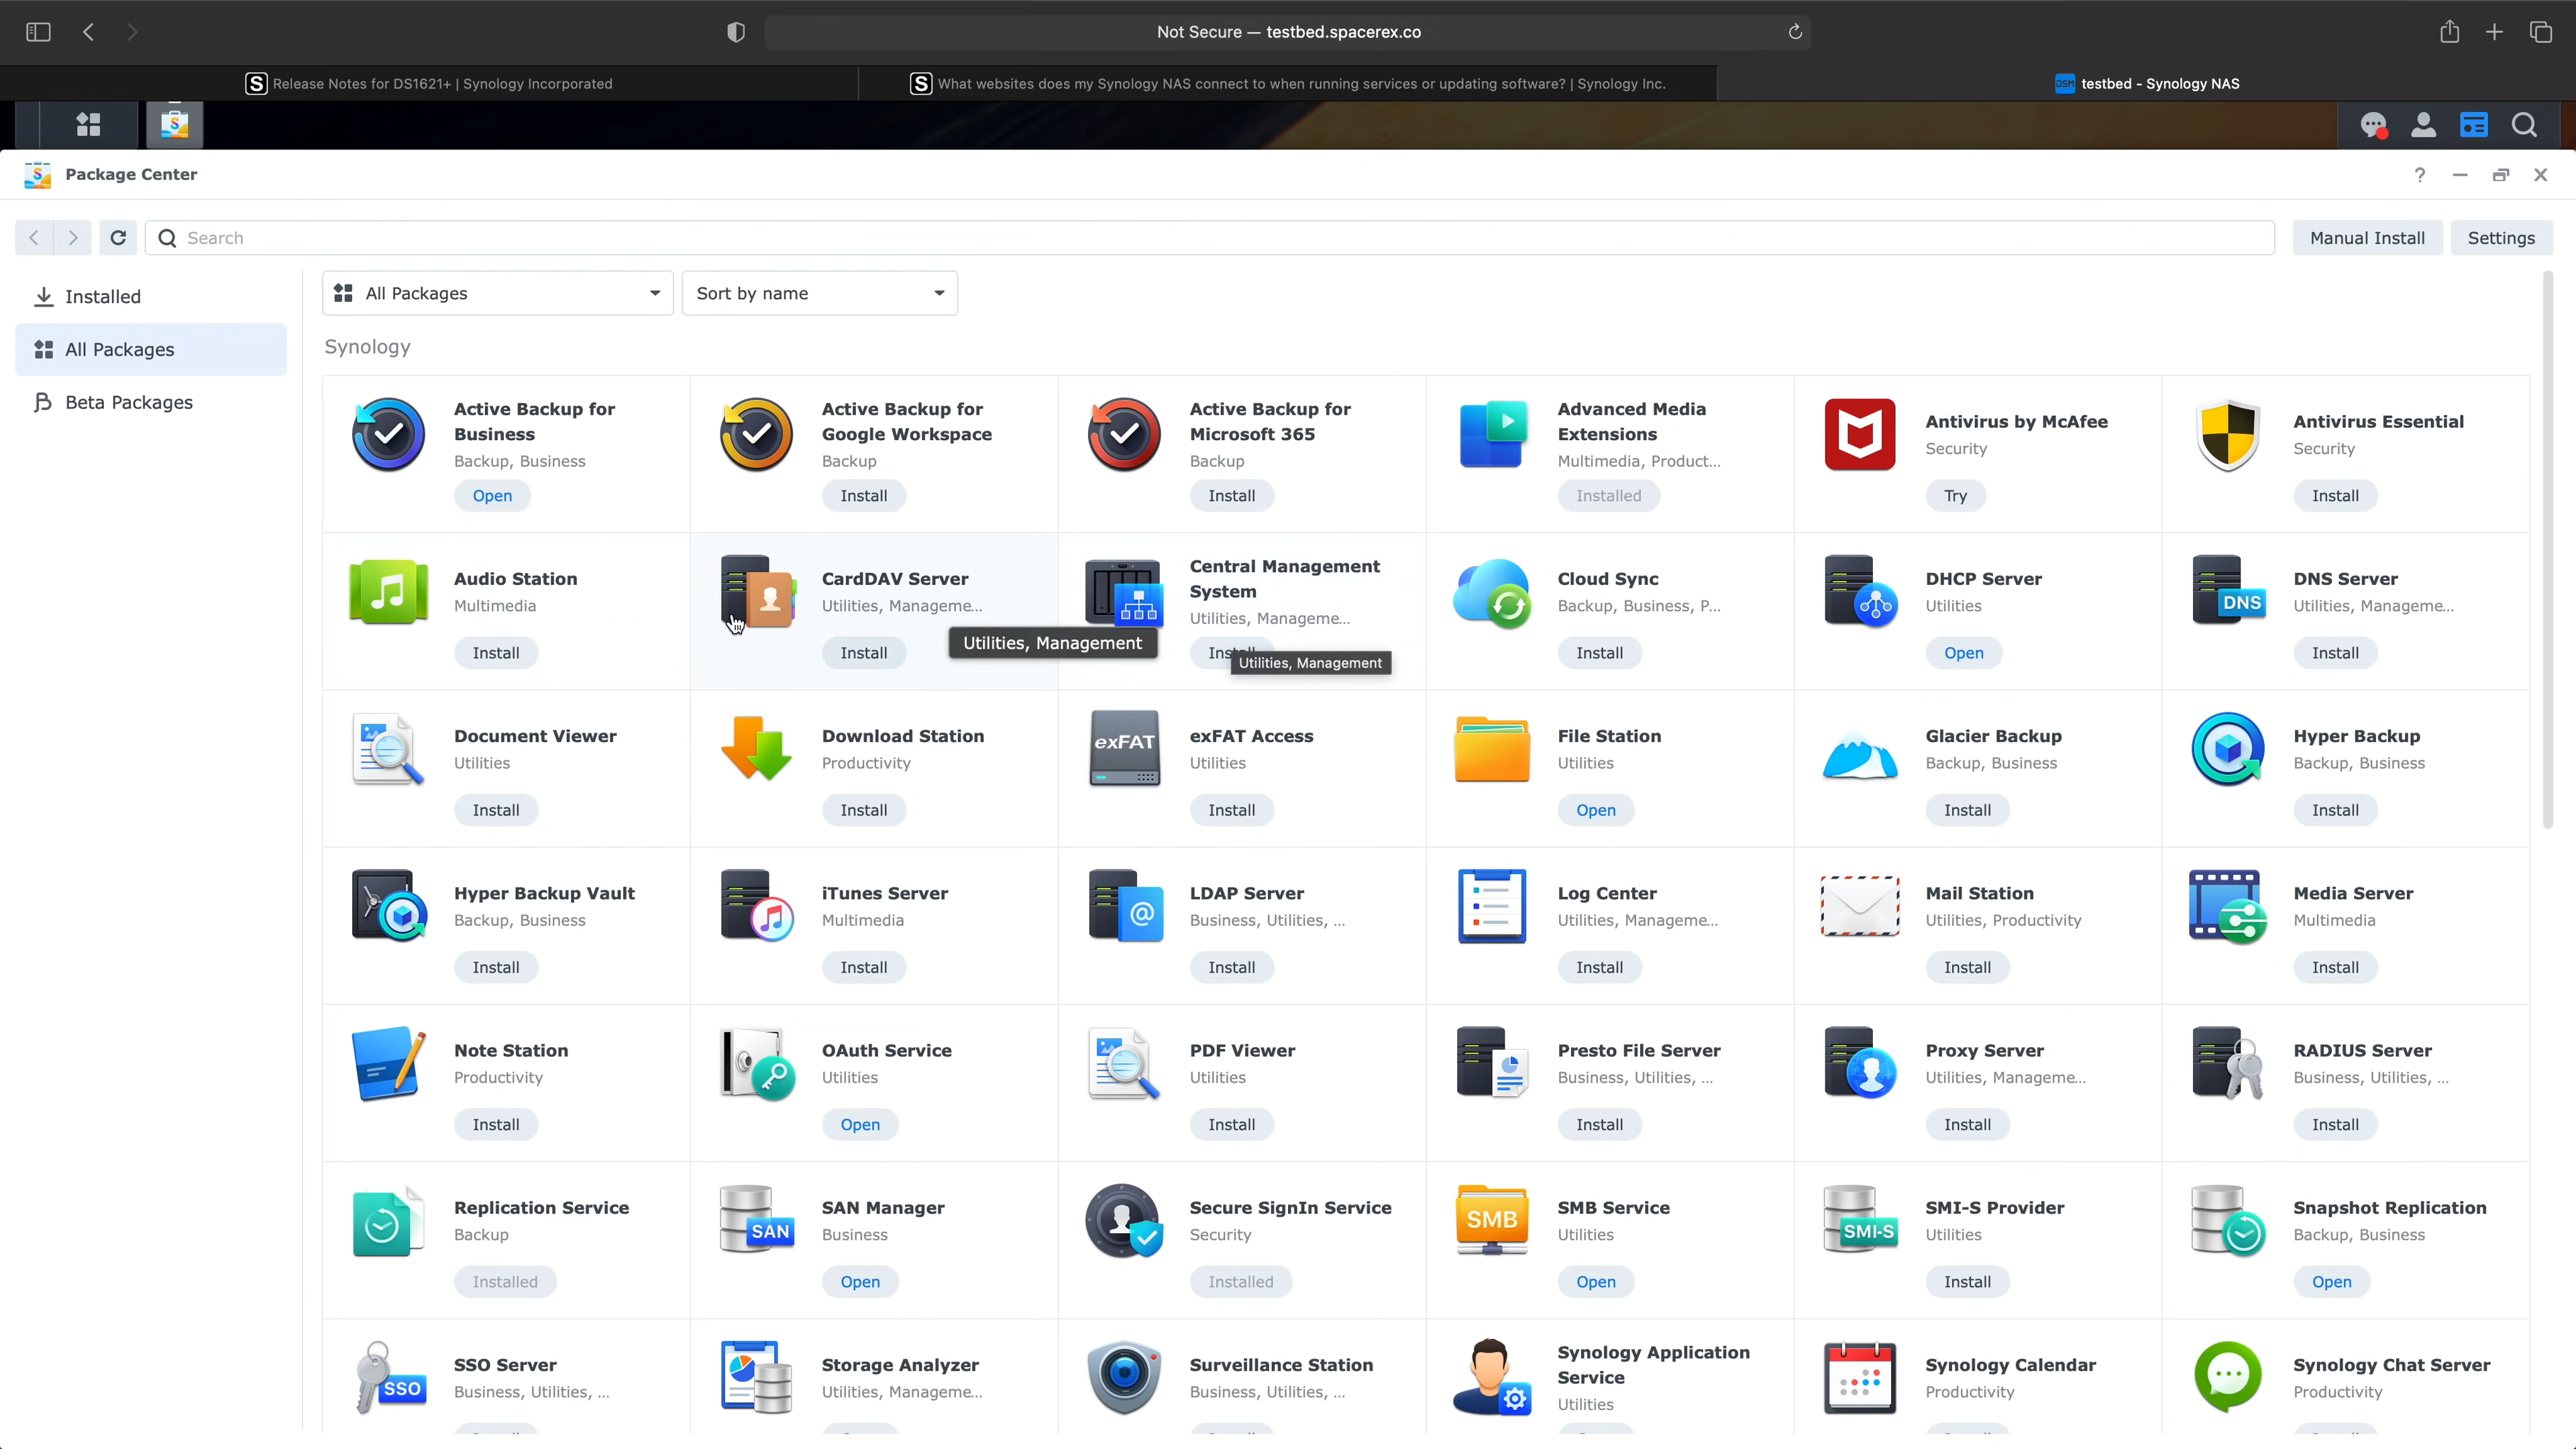 Not Secure — testbed.spacerex.co
S Release Notes for DS1621+ | Synology Incorporated
S What websites does my Synology NAS connect to when running services or updating software? | Synology Inc.
DSM testbed - Synology NAS
S
S Package Center
?
Search
Manual Install
Settings
Installed
All Packages
Beta Packages
All Packages
Sort by name
Synology
Active Backup for
Business
Backup, Business
Open
Active Backup for
Google Workspace
Backup
Install
Active Backup for
Microsoft 365
Backup
Install
Advanced Media
Extensions
Multimedia, Product...
Installed
Antivirus by McAfee
Security
Try
Antivirus Essential
Security
Install
Audio Station
Multimedia
Install
CardDAV Server
Utilities, Manageme...
Install
Utilities, Management
Central Management
System
Utilities, Manageme...
Utilities, Management
Cloud Sync
Backup, Business, P...
Install
DHCP Server
Utilities
Open
DNS
DNS Server
Utilities, Manageme...
Install
Document Viewer
Utilities
Install
Download Station
Productivity
Install
exFAT
exFAT Access
Utilities
Install
File Station
Utilities
Open
Glacier Backup
Backup, Business
Install
Hyper Backup
Backup, Business
Install
Hyper Backup Vault
Backup, Business
Install
iTunes Server
Multimedia
Install
@
LDAP Server
Business, Utilities, ...
Install
Log Center
Utilities, Manageme...
Install
Mail Station
Utilities, Productivity
Install
Media Server
Multimedia
Install
Note Station
Productivity
Install
OAuth Service
Utilities
Open
PDF Viewer
Utilities
Install
Presto File Server
Business, Utilities, ...
Install
Proxy Server
Utilities, Manageme...
Install
RADIUS Server
Business, Utilities, ...
Install
Replication Service
Backup
Installed
SAN
SAN Manager
Business
Open
Secure SignIn Service
Security
Installed
SMB
SMB Service
Utilities
Open
SMI-S
SMI-S Provider
Utilities
Install
Snapshot Replication
Backup, Business
Open
SSO
SSO Server
Business, Utilities, ...
Storage Analyzer
Utilities, Manageme...
Surveillance Station
Business, Utilities, ...
Synology Application
Service
Utilities
Synology Calendar
Productivity
Synology Chat Server
Productivity